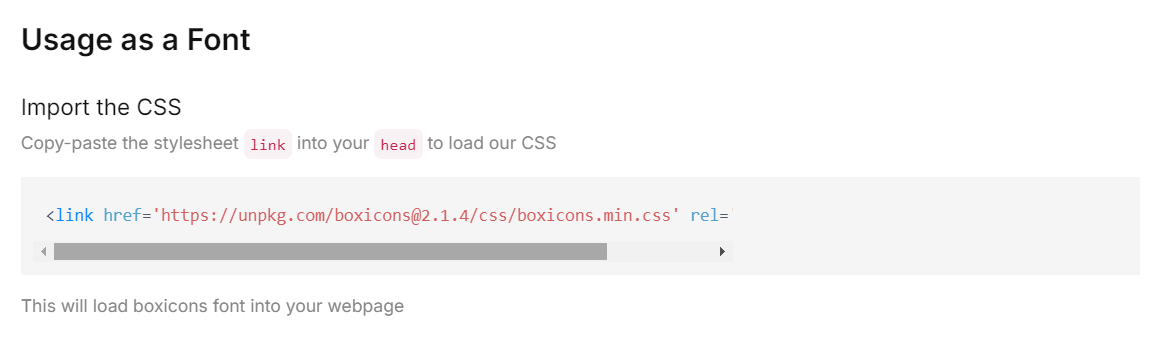 Usage as a Font
Import the CSS
Copy-paste the stylesheet link into your head to load our CSS
<link href='https://unpkg.com/boxicons@2.1.4/css/boxicons.min.css' rel='
This will load boxicons font into your webpage